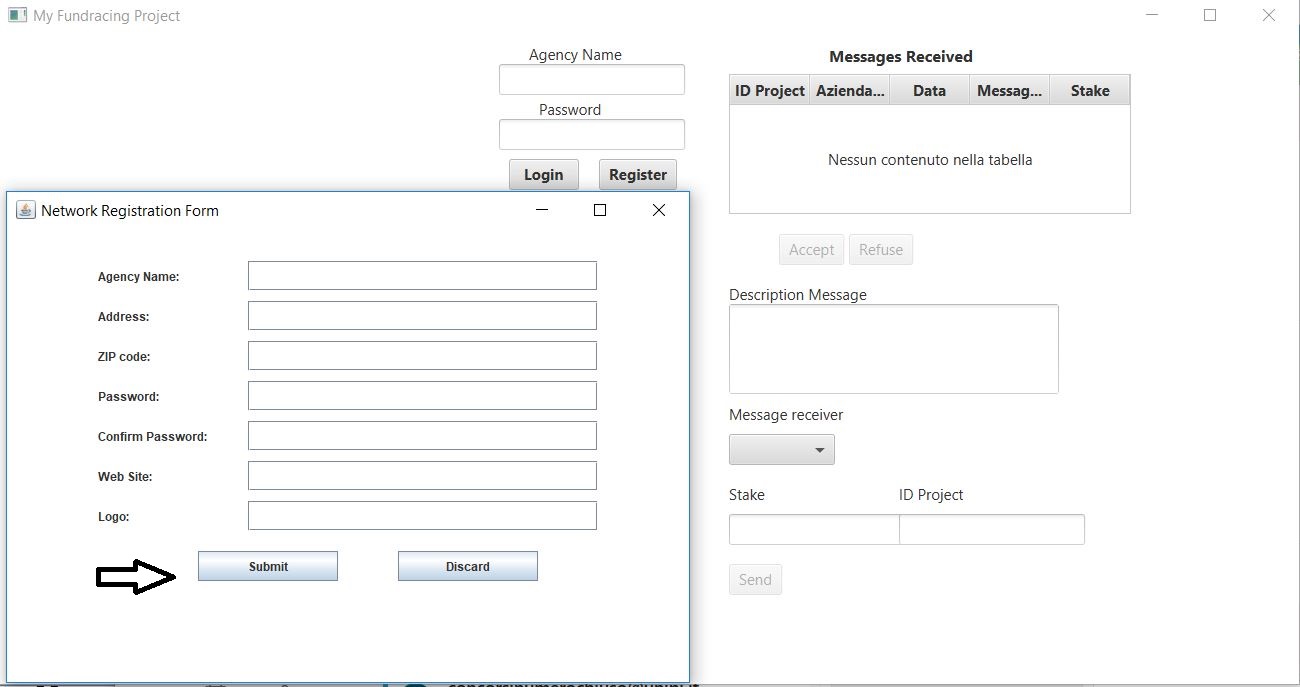 My Fundracing Project
Agency Name
Password
Login Register
Messages Received
ID Project Azienda... Data Messag... Stake
Nessun contenuto nella tabella
Accept Refuse
Description Message
Message receiver
Stake ID Project
Send
Network Registration Form
Agency Name:
Address:
ZIP code:
Password:
Confirm Password:
Web Site:
Logo:
Submit Discard